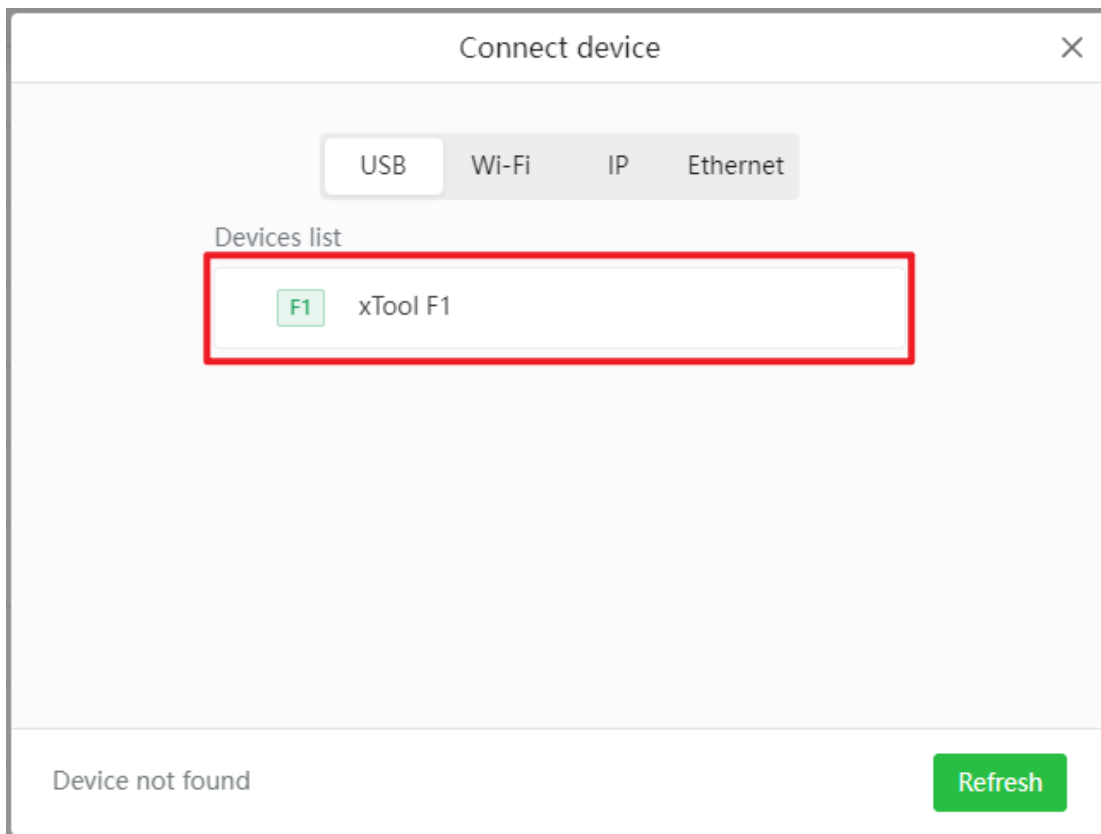 Connect device
USB Wi-Fi IP Ethernet
Devices list
F1 xTool F1
Device not found Refresh